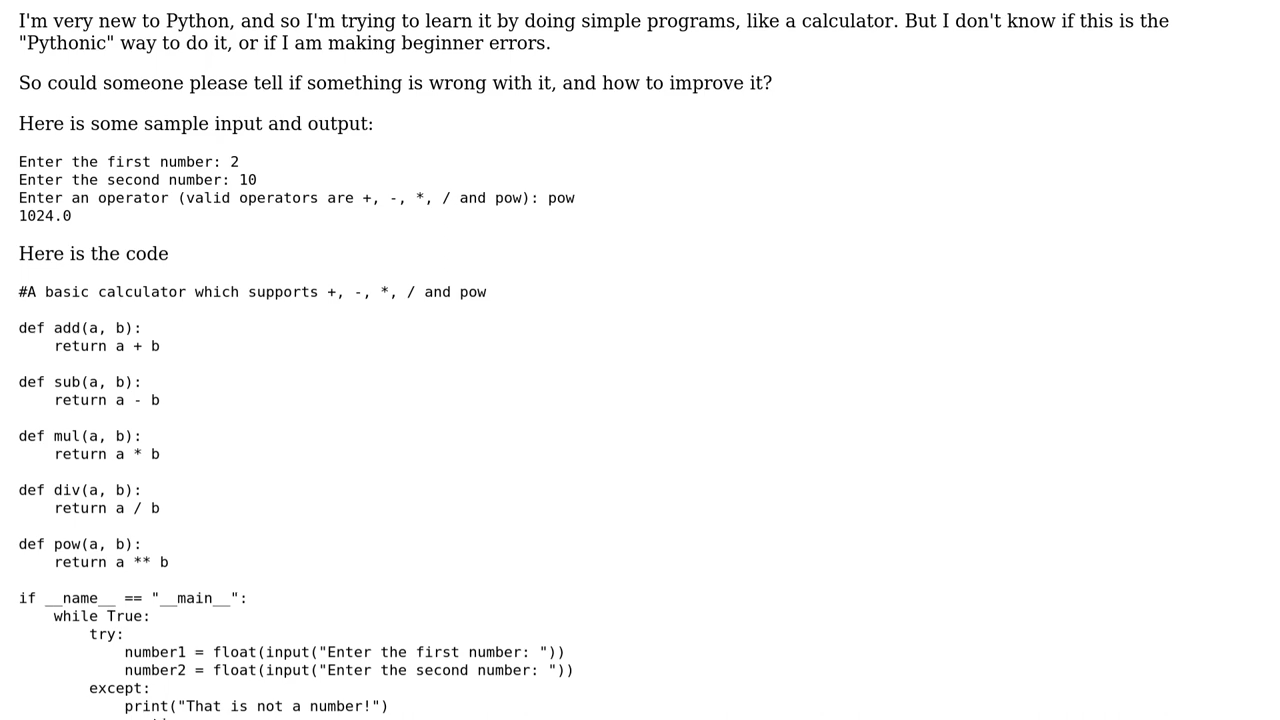 I'm very new to Python, and so I'm trying to learn it by doing simple programs, like a calculator. But I don't know if this is the
"Pythonic" way to do it, or if I am making beginner errors.
So could someone please tell if something is wrong with it, and how to improve it?
Here is some sample input and output:
Enter the first number: 2
Enter the second number: 10
Enter an operator (valid operators are +, -, *, / and pow): pow
1024.0
Here is the code
#A basic calculator which supports +, -, *, / and pow
def add(a, b):
    return a + b
def sub(a, b):
    return a - b
def mul(a, b):
    return a * b
def div(a, b):
    return a / b
def pow(a, b):
    return a ** b
if __name__ == "__main__":
    while True:
        try:
            number1 = float(input("Enter the first number: "))
            number2 = float(input("Enter the second number: "))
        except:
            print("That is not a number!")